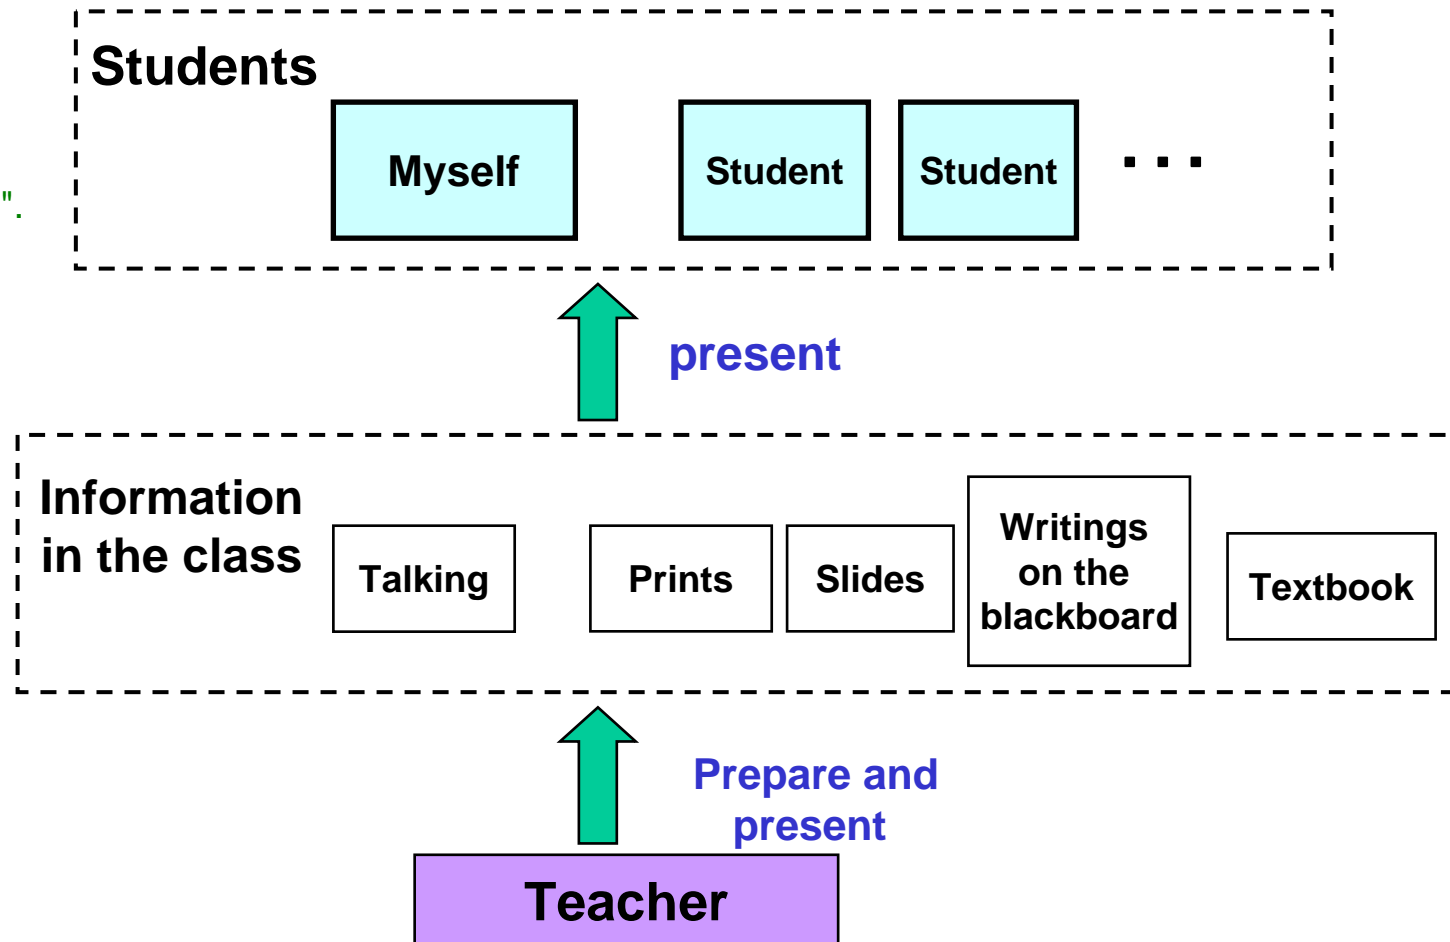 Students
Myself
Student
Student
...
".
present
Information
in the class
Talking
Prints
Slides
Writings
on the
blackboard
Textbook
Prepare and
present
Teacher